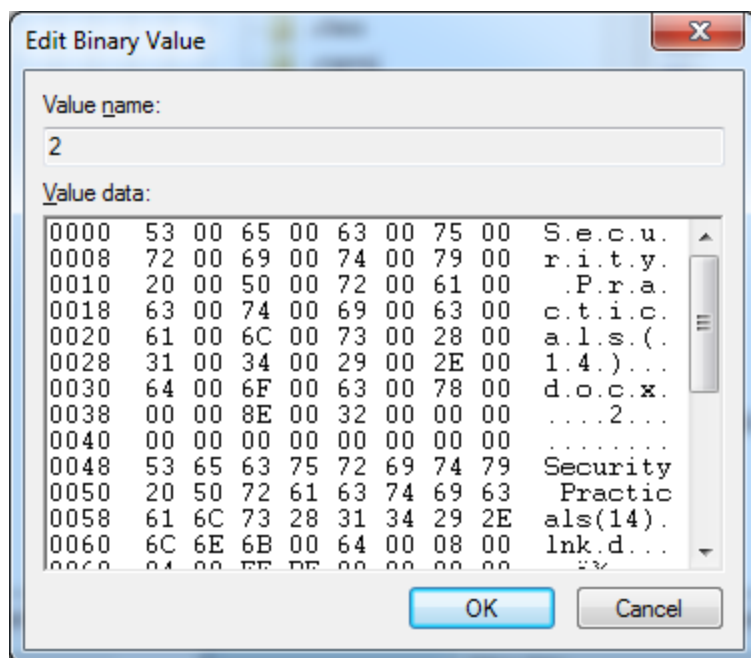 Edit Binary Value
Value name:
2
Value data:
0000 53 00 65 00 63 00 75 00 S.e.c.u.
0008 72 00 69 00 74 00 79 00 r.i.t.y.
0010 20 00 50 00 72 00 61 00 .P.r.a.
0018 63 00 74 00 69 00 63 00 c.t.i.c.
0020 61 00 6C 00 73 00 28 00 a.l.s.(.
0028 31 00 34 00 29 00 2E 00 1.4.)...
0030 64 00 6F 00 63 00 78 00 d.o.c.x.
0038 00 00 8E 00 32 00 00 00 ....2...
0040 00 00 00 00 00 00 00 00 ........
0048 53 65 63 75 72 69 74 79 Security
0050 20 50 72 61 63 74 69 63 Practic
0058 61 6C 73 28 31 34 29 2E als(14).
0060 6C 6E 6B 00 64 00 08 00 lnk.d...
OK Cancel